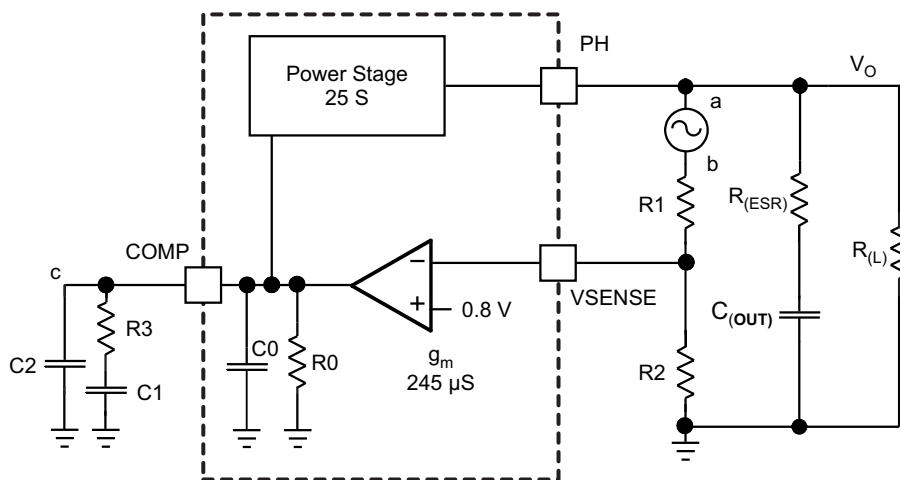 PH
Power Stage
25 S
V_O
a
b
R1
R_(ESR)
R_(L)
COMP
c
VSENSE
−
+
0.8 V
R3
C2
C1
C0
R0
g_m
245 µS
R2
C_(OUT)